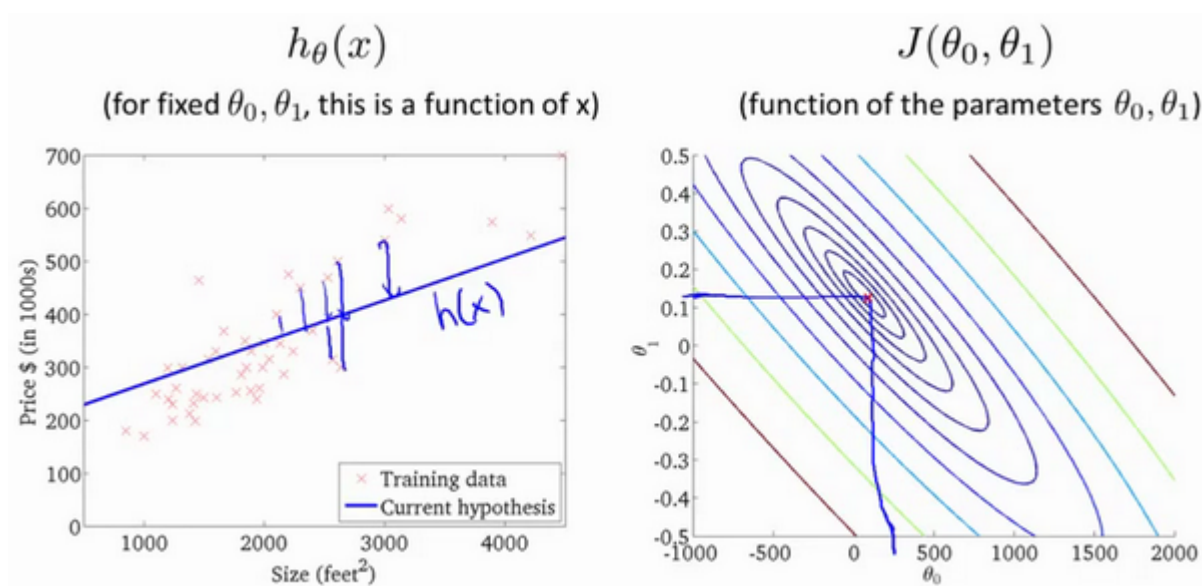 h_θ(x)
(for fixed θ₀, θ₁, this is a function of x)
700
600
500
400
300
200
100
0
Price $ (in 1000s)
1000
2000
3000
4000
Size (feet²)
h(x)
Training data
Current hypothesis
J(θ₀, θ₁)
(function of the parameters θ₀, θ₁)
0.5
0.4
0.3
0.2
0.1
0
-0.1
-0.2
-0.3
-0.4
-0.5
θ₁
-1000
-500
0
500
1000
1500
2000
θ₀